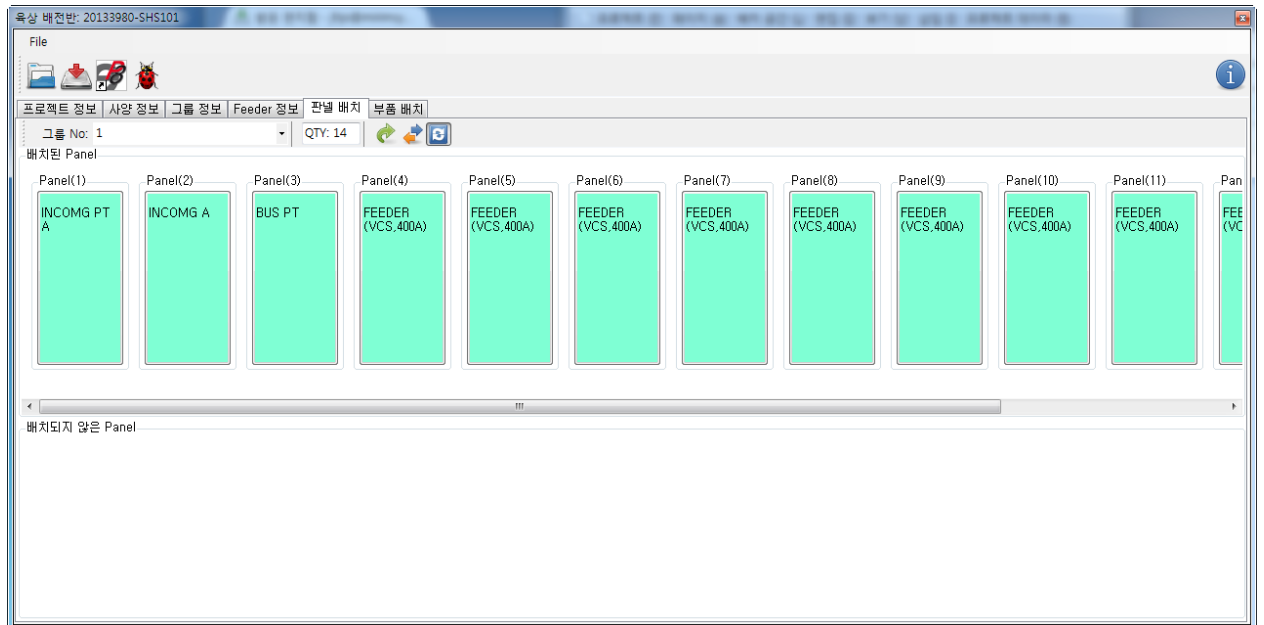 육상 배전반: 20133980-SHS101
File
프로젝트 정보 사양 정보 그룹 정보 Feeder 정보 판넬 배치 부품 배치
그룹 No: 1 QTY: 14
배치된 Panel
Panel(1) Panel(2) Panel(3) Panel(4) Panel(5) Panel(6) Panel(7) Panel(8) Panel(9) Panel(10) Panel(11) Pan
INCOMG PT INCOMG A BUS PT FEEDER FEEDER FEEDER FEEDER FEEDER FEEDER FEEDER FEEDER FEE
A (VCS,400A) (VCS,400A) (VCS,400A) (VCS,400A) (VCS,400A) (VCS,400A) (VCS,400A) (VCS,400A) (VC
배치되지 않은 Panel